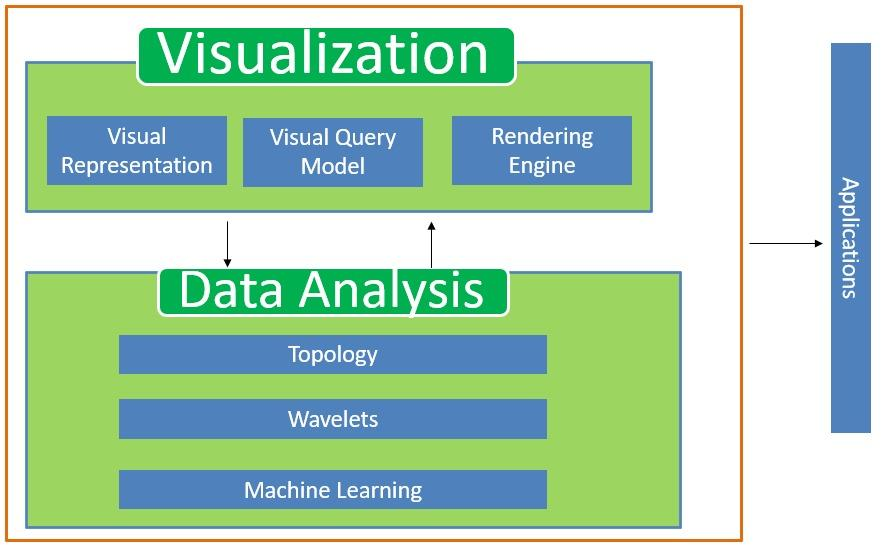 Visualization
Visual
Representation
Visual Query
Model
Rendering
Engine
Data Analysis
Topology
Wavelets
Machine Learning
Applications